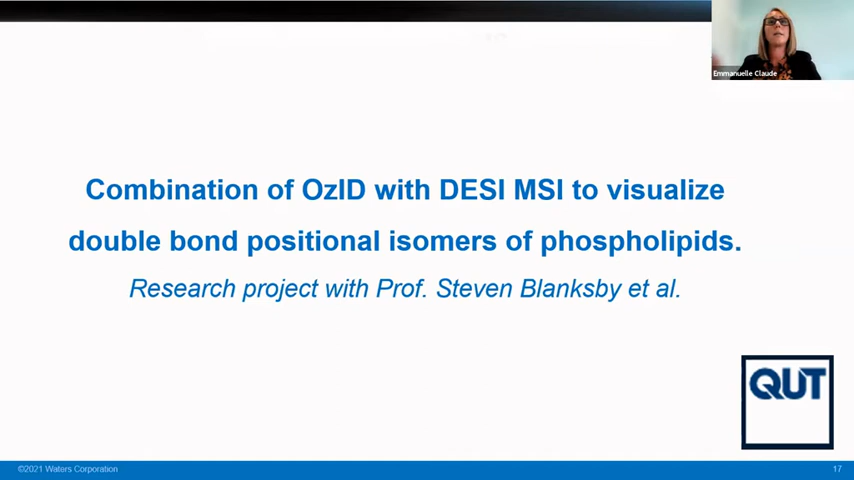 Emmanuelle Claude
Combination of OzID with DESI MSI to visualize
double bond positional isomers of phospholipids.
Research project with Prof. Steven Blanksby et al.
QUT
©2021 Waters Corporation
17